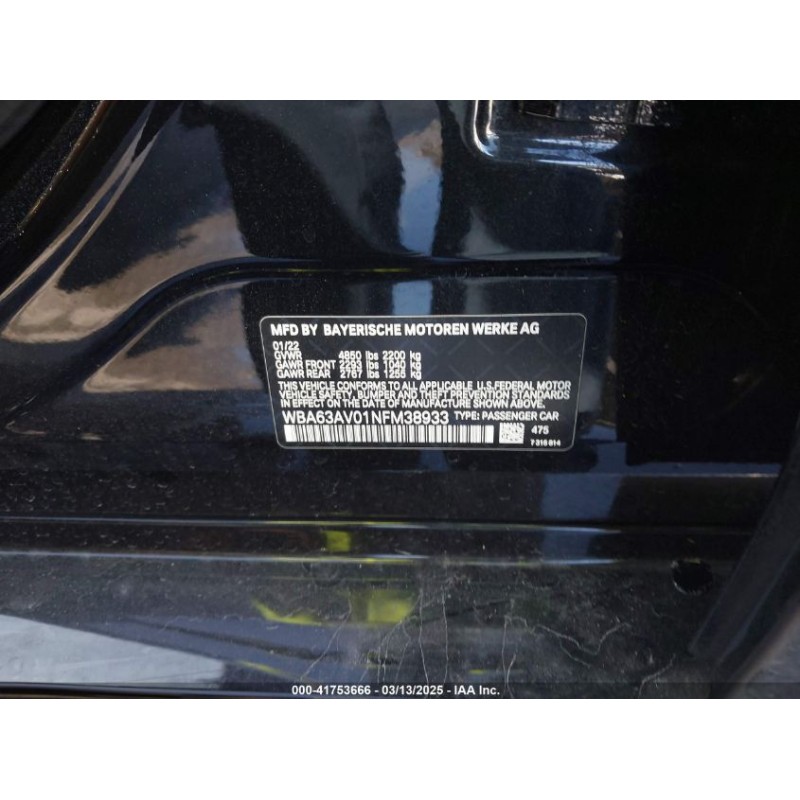 MFD BY BAYERISCHE MOTOREN WERKE AG
01/22
GVWR 4850 lbs 2200 kg
GAWR FRONT 2293 lbs 1040 kg
GAWR REAR 2767 lbs 1255 kg
THIS VEHICLE CONFORMS TO ALL APPLICABLE U.S. FEDERAL MOTOR
VEHICLE SAFETY, BUMPER AND THEFT PREVENTION STANDARDS
IN EFFECT ON THE DATE OF MANUFACTURE SHOWN ABOVE.
WBA63AV01NFM38933 TYPE: PASSENGER CAR
475
7 316 814
000-41753666 - 03/13/2025 - IAA Inc.